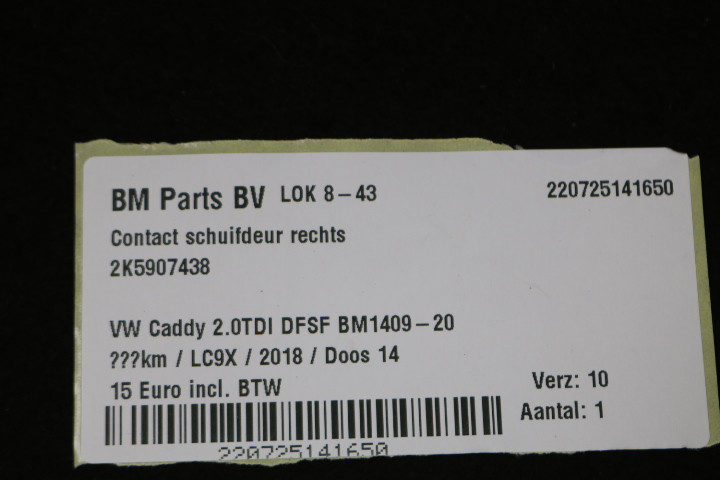 BM Parts BV LOK 8-43 220725141650
Contact schuifdeur rechts
2K5907438
VW Caddy 2.0TDI DFSF BM1409-20
???km / LC9X / 2018 / Doos 14
15 Euro incl. BTW Verz: 10
Aantal: 1
220725141650